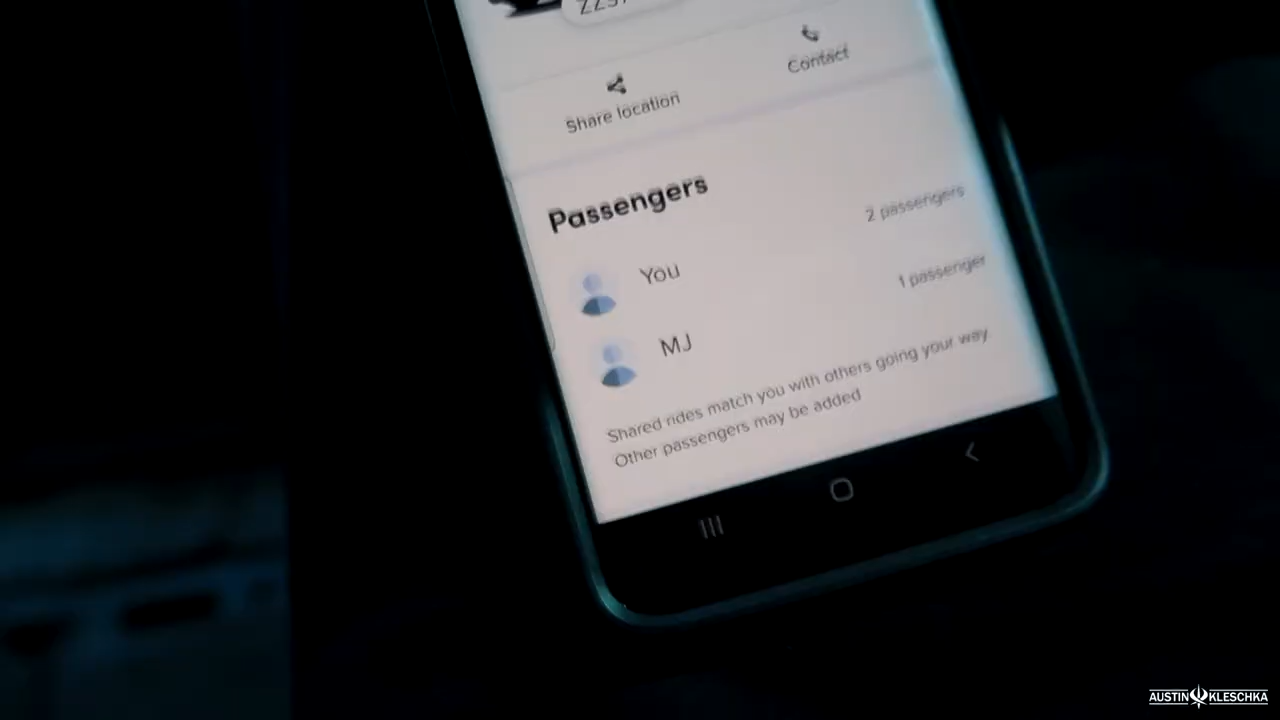 Contact
Share location
Passengers
2 passengers
You
1 passenger
MJ
Shared rides match you with others going your way
Other passengers may be added
AUSTIN KLESCHKA